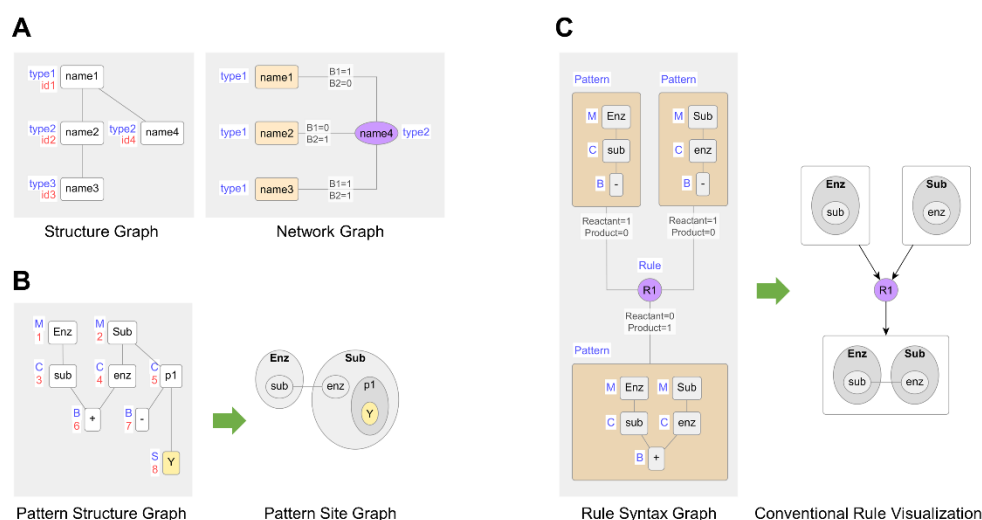 A
type1
id1
name1
type2
id2
name2
type2
id4
name4
type3
id3
name3
Structure Graph
type1
name1
B1=1
B2=0
type1
name2
B1=0
B2=1
name4
type2
type1
name3
B1=1
B2=1
Network Graph
B
M
1
Enz
M
2
Sub
C
3
sub
C
4
enz
C
5
p1
B
6
+
B
7
-
S
8
Y
Pattern Structure Graph
Enz
sub
Sub
enz
p1
Y
Pattern Site Graph
C
Pattern
M
Enz
C
sub
B
-
Pattern
M
Sub
C
enz
B
-
Reactant=1
Product=0
Reactant=1
Product=0
Rule
R1
Reactant=0
Product=1
Pattern
M
Enz
M
Sub
C
sub
C
enz
B
+
Rule Syntax Graph
Enz
sub
Sub
enz
R1
Enz
sub
Sub
enz
Conventional Rule Visualization